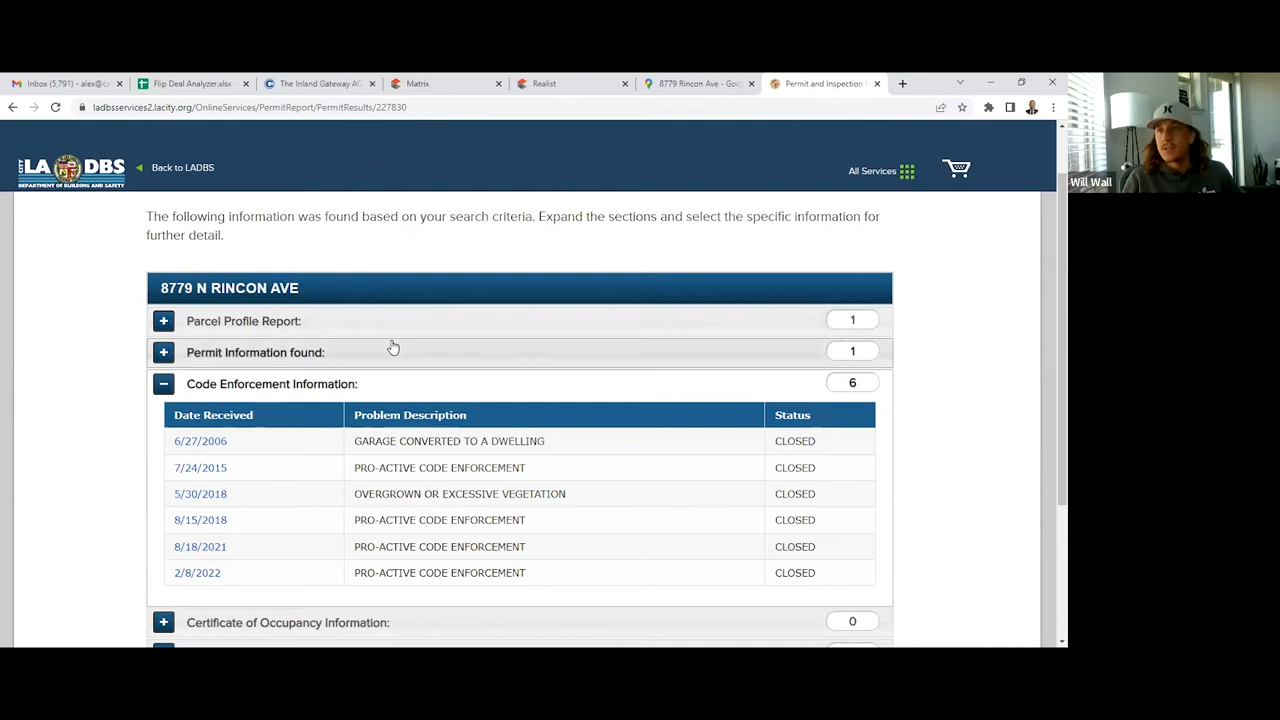 Inbox (5,791) - alex@c
Flip Deal Analyzer.xlsx
The Inland Gateway AC
Matrix
Realist
8779 Rincon Ave - Goo
Permit and Inspection
ladbsservices2.lacity.org/OnlineServices/PermitReport/PermitResults/227830
CITY LA DBS
DEPARTMENT OF BUILDING AND SAFETY
Back to LADBS
All Services
Will Wall
The following information was found based on your search criteria. Expand the sections and select the specific information for
further detail.
8779 N RINCON AVE
+ Parcel Profile Report: 1
+ Permit Information found: 1
− Code Enforcement Information: 6
Date Received Problem Description Status
6/27/2006 GARAGE CONVERTED TO A DWELLING CLOSED
7/24/2015 PRO-ACTIVE CODE ENFORCEMENT CLOSED
5/30/2018 OVERGROWN OR EXCESSIVE VEGETATION CLOSED
8/15/2018 PRO-ACTIVE CODE ENFORCEMENT CLOSED
8/18/2021 PRO-ACTIVE CODE ENFORCEMENT CLOSED
2/8/2022 PRO-ACTIVE CODE ENFORCEMENT CLOSED
+ Certificate of Occupancy Information: 0